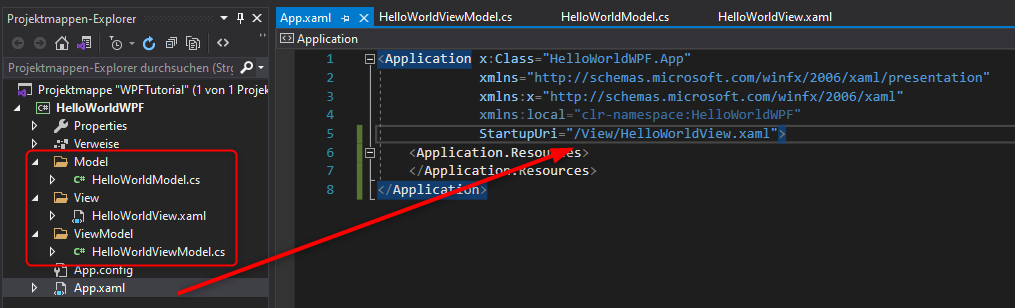 Projektmappen-Explorer
Projektmappen-Explorer durchsuchen (Strg
Projektmappe "WPFTutorial" (1 von 1 Projek
C# HelloWorldWPF
Properties
Verweise
Model
C# HelloWorldModel.cs
View
HelloWorldView.xaml
ViewModel
C# HelloWorldViewModel.cs
App.config
App.xaml
App.xaml HelloWorldViewModel.cs HelloWorldModel.cs HelloWorldView.xaml
Application
1 <Application x:Class="HelloWorldWPF.App"
2 xmlns="http://schemas.microsoft.com/winfx/2006/xaml/presentation"
3 xmlns:x="http://schemas.microsoft.com/winfx/2006/xaml"
4 xmlns:local="clr-namespace:HelloWorldWPF"
5 StartupUri="/View/HelloWorldView.xaml">
6 <Application.Resources>
7 </Application.Resources>
8 </Application>